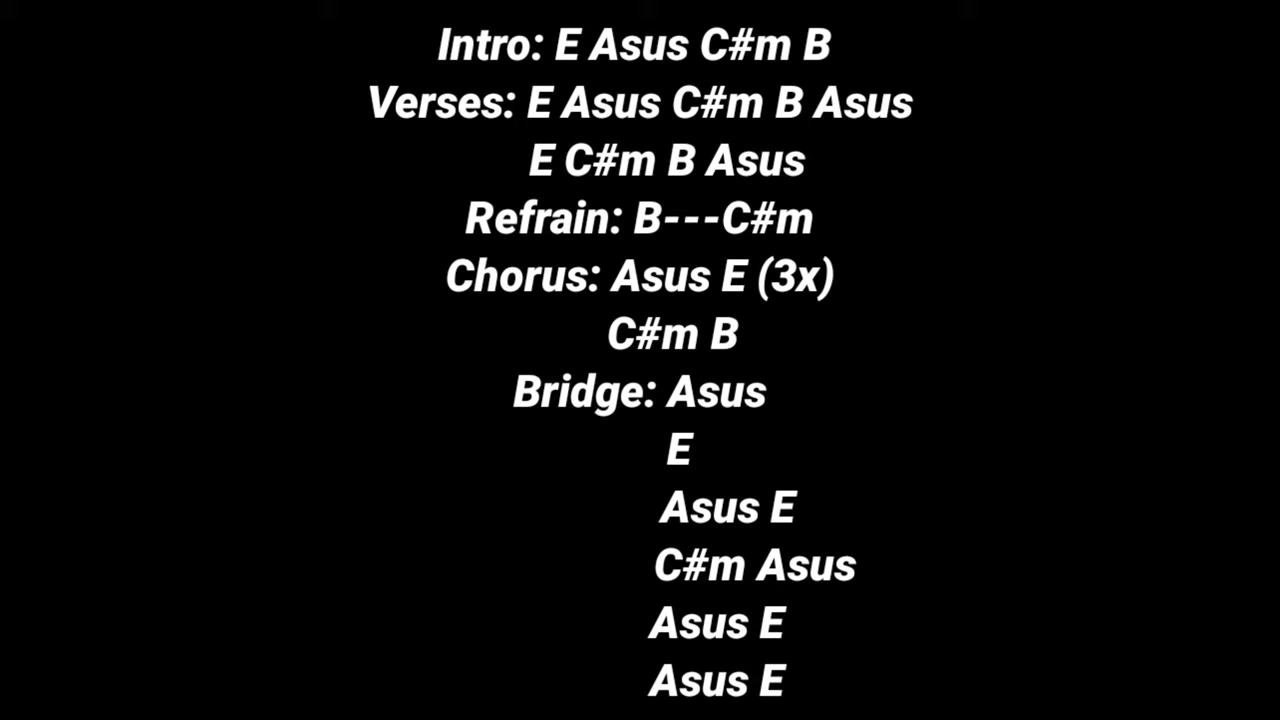 Intro: E Asus C#m B
Verses: E Asus C#m B Asus
E C#m B Asus
Refrain: B---C#m
Chorus: Asus E (3x)
C#m B
Bridge: Asus
E
Asus E
C#m Asus
Asus E
Asus E